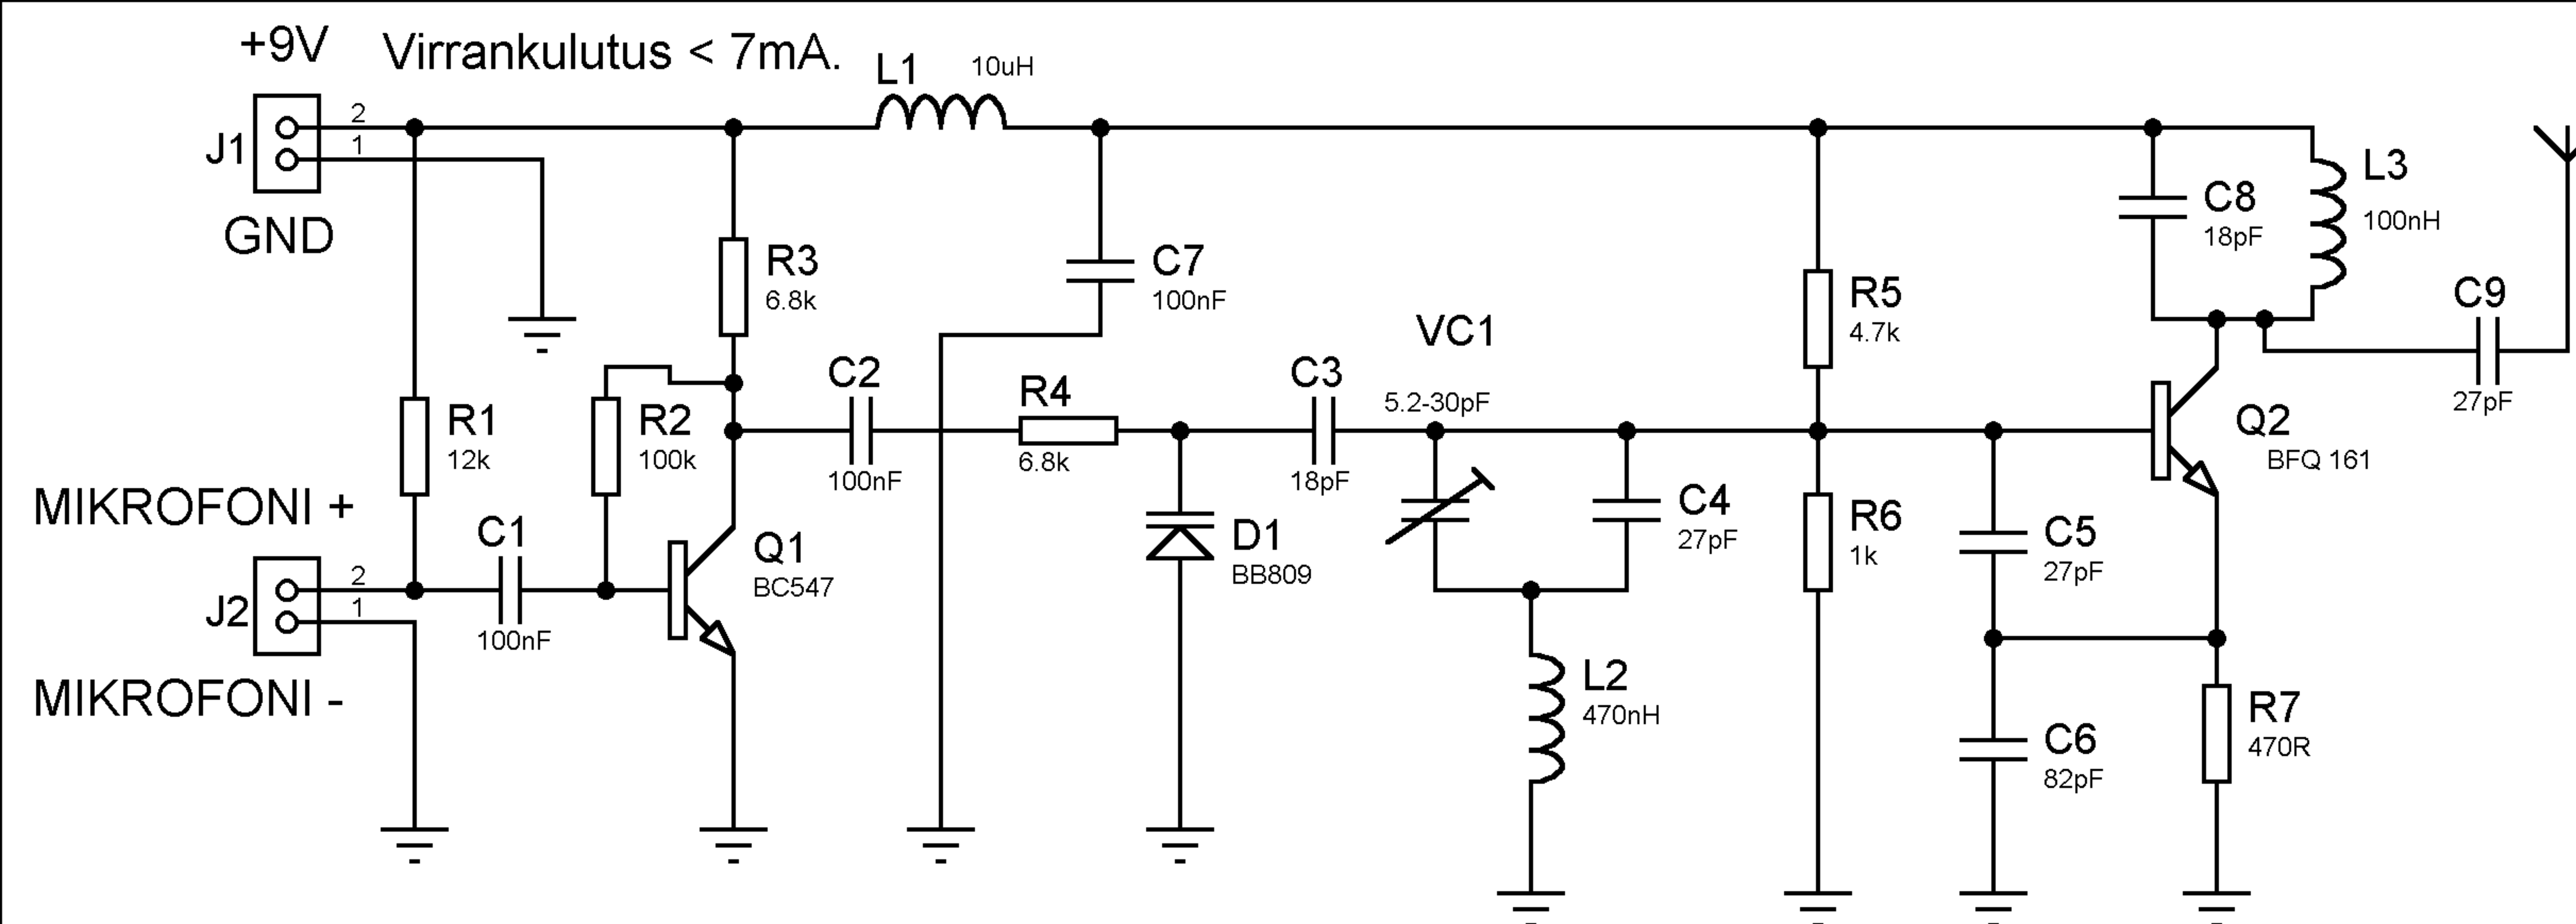 +9V
Virrankulutus < 7mA.
L1
10uH
2
1
J1
GND
R3
6.8k
C7
100nF
C8
18pF
L3
100nH
R5
4.7k
C9
27pF
VC1
5.2-30pF
C2
100nF
R4
6.8k
C3
18pF
R1
12k
R2
100k
Q2
BFQ 161
MIKROFONI +
C1
100nF
Q1
BC547
D1
BB809
C4
27pF
R6
1k
C5
27pF
2
1
J2
MIKROFONI -
L2
470nH
C6
82pF
R7
470R